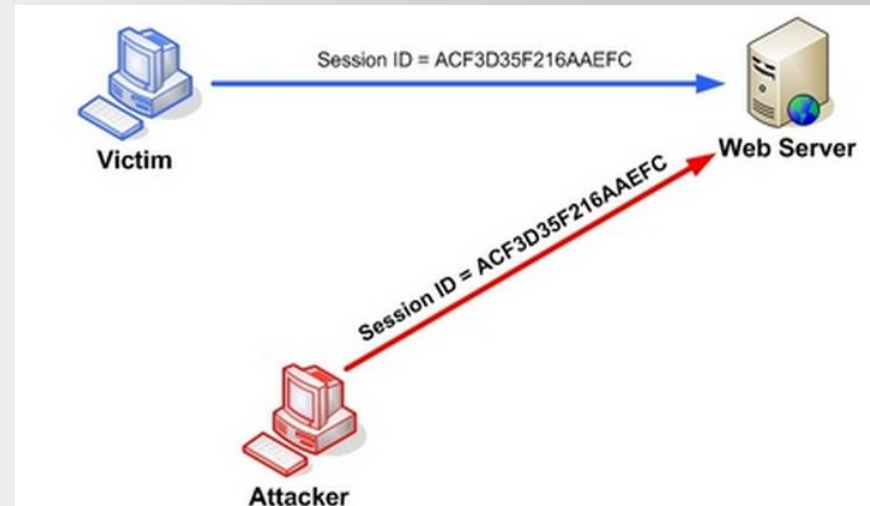 Session ID = ACF3D35F216AAEFC
Victim
Web Server
Session ID = ACF3D35F216AAEFC
Attacker